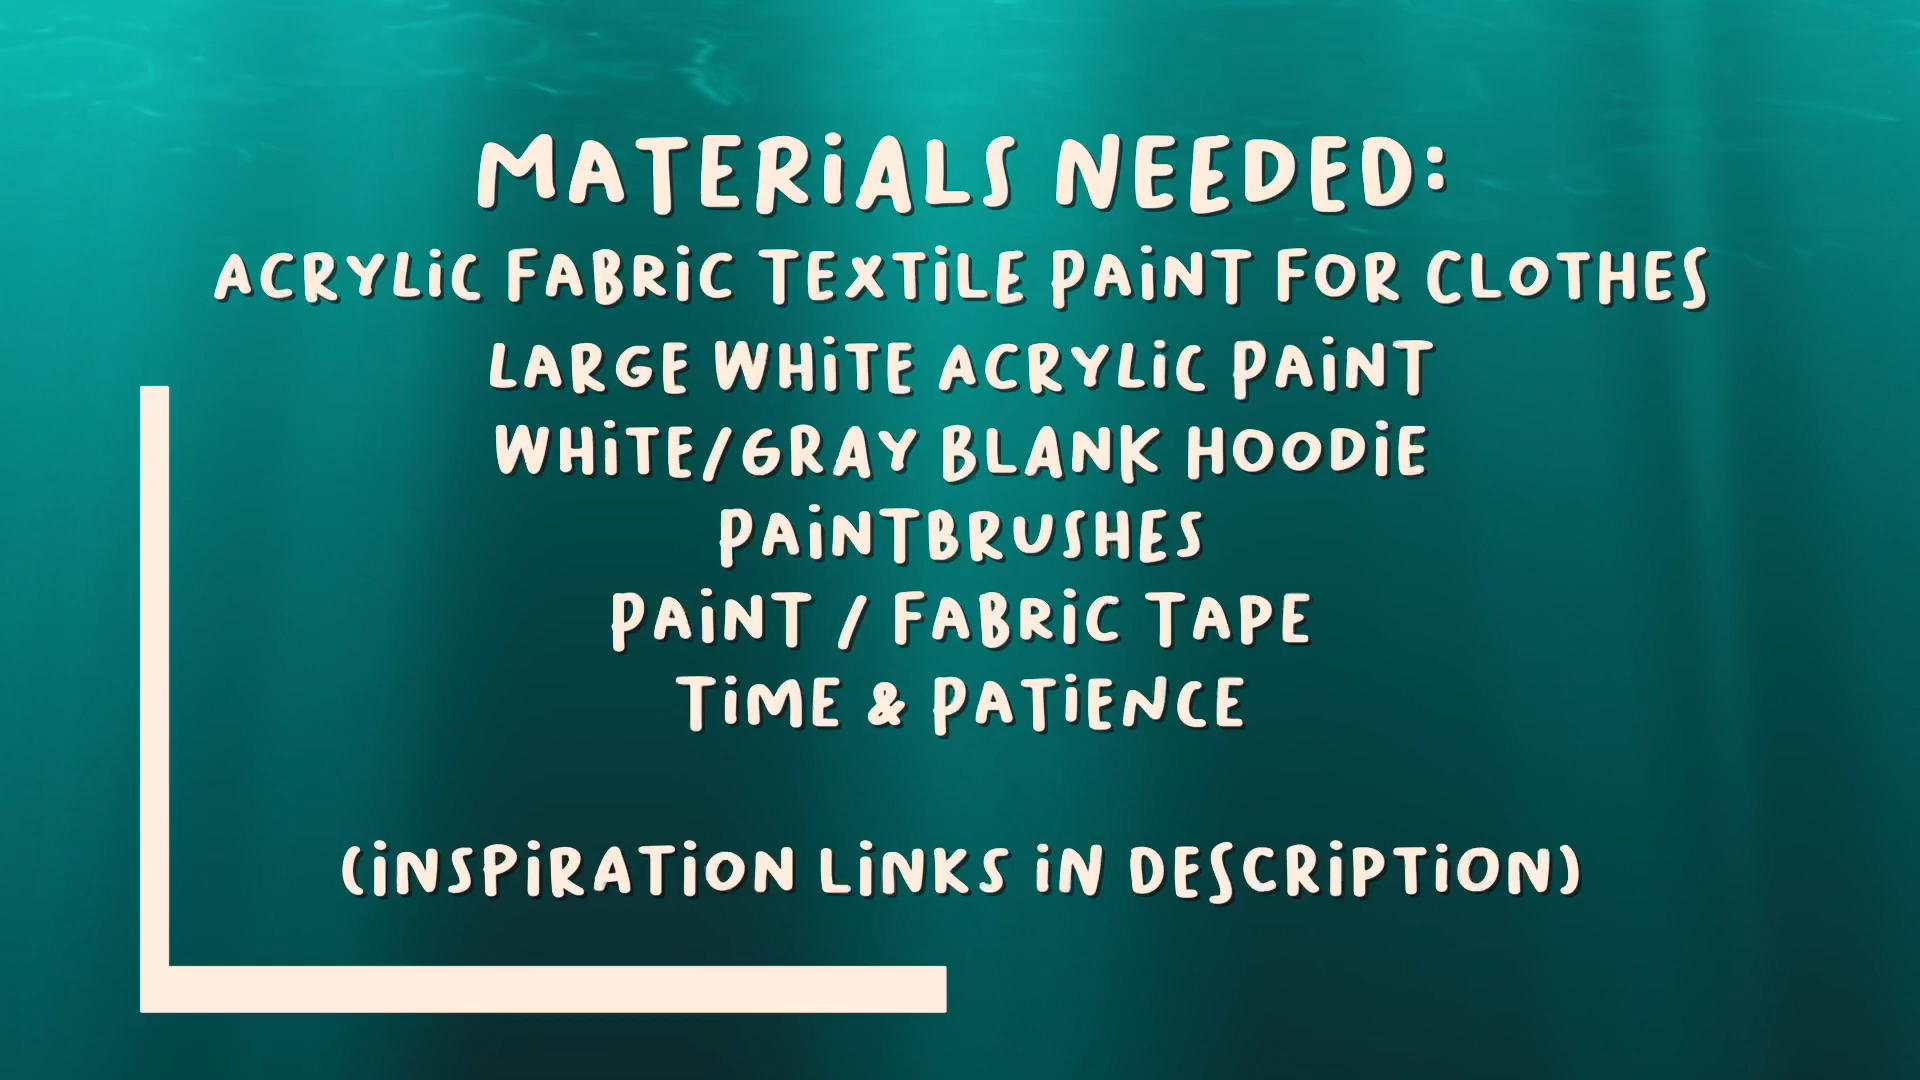 MATERiALS NEEDED:
ACRYLiC FABRiC TEXTiLE PAiNT FOR CLOTHES
LARGE WHiTE ACRYLiC PAiNT
WHiTE/GRAY BLANK HOODiE
PAiNTBRUSHES
PAiNT / FABRiC TAPE
TiME & PATiENCE
(iNSPiRATiON LiNKS iN DESCRiPTiON)